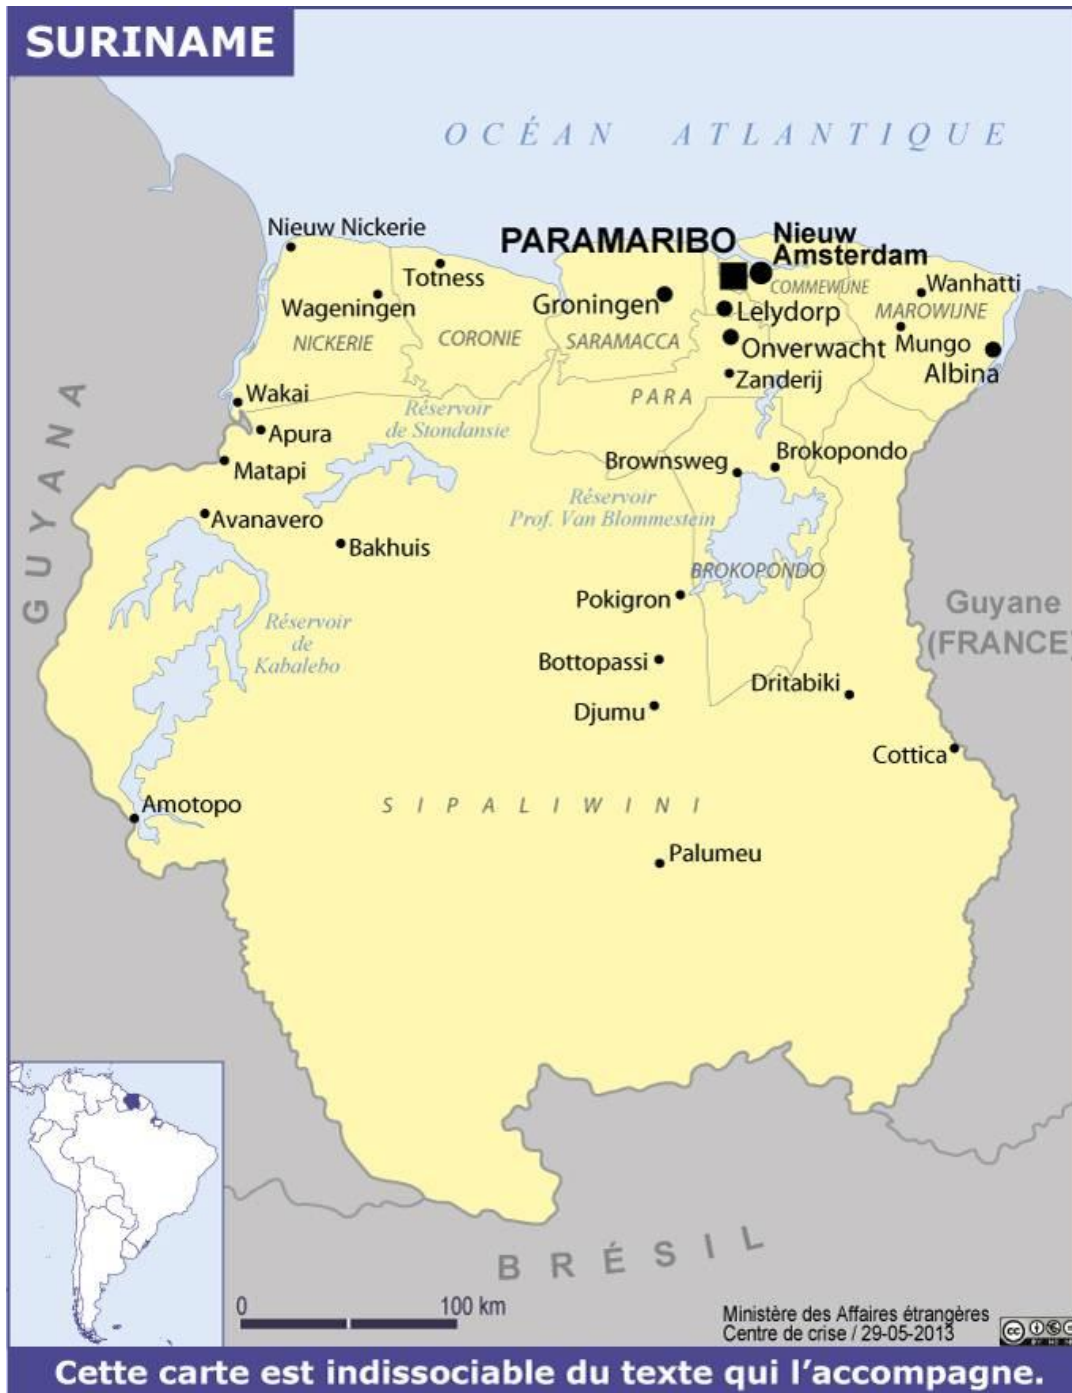 SURINAME
OCÉAN ATLANTIQUE
Nieuw Nickerie
PARAMARIBO
Nieuw
Amsterdam
Totness
Wageningen
Groningen
COMMEWIJNE
Wanhatti
Lelydorp
MAROWIJNE
NICKERIE
CORONIE
SARAMACCA
Onverwacht
Mungo
Albina
Zanderij
Wakai
PARA
Réservoir
de Stondansie
Apura
Matapi
Brownsweg
Brokopondo
Réservoir
Prof. Van Blommestein
Avanavero
Bakhuis
GUYANA
BROKOPONDO
Pokigron
Guyane
(FRANCE)
Réservoir
de
Kabalebo
Bottopassi
Dritabiki
Djumu
Cottica
Amotopo
SIPALIWINI
Palumeu
BRÉSIL
0 100 km
Ministère des Affaires étrangères
Centre de crise / 29-05-2013
cc
Cette carte est indissociable du texte qui l'accompagne.